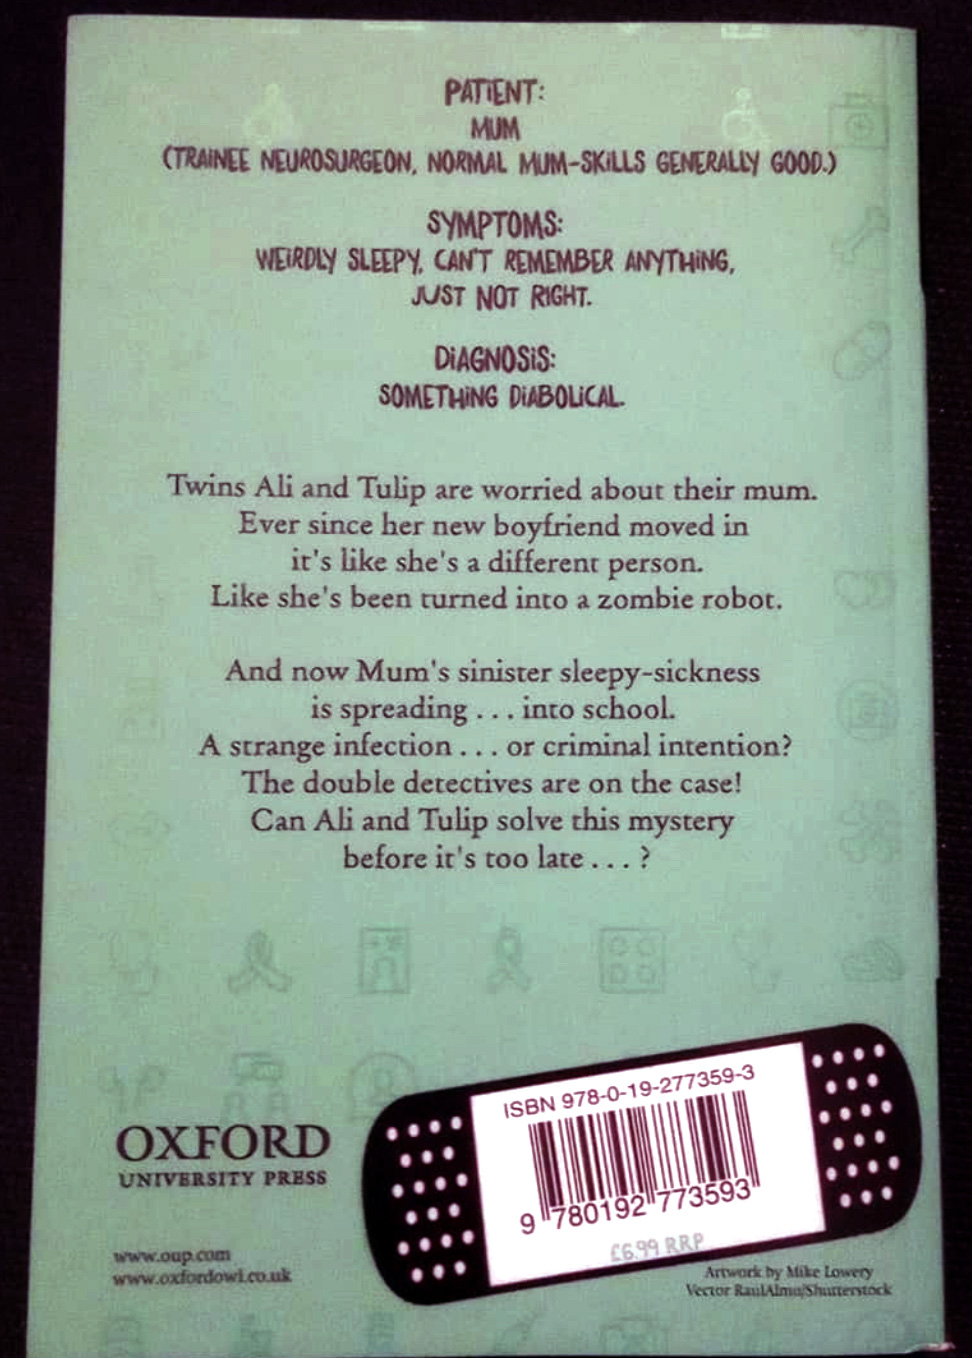 PATIENT:
MUM
(TRAINEE NEUROSURGEON, NORMAL MUM-SKILLS GENERALLY GOOD.)
SYMPTOMS:
WEIRDLY SLEEPY, CAN'T REMEMBER ANYTHING,
JUST NOT RIGHT.
DIAGNOSIS:
SOMETHING DIABOLICAL.
Twins Ali and Tulip are worried about their mum.
Ever since her new boyfriend moved in
it's like she's a different person.
Like she's been turned into a zombie robot.
And now Mum's sinister sleepy-sickness
is spreading . . . into school.
A strange infection . . . or criminal intention?
The double detectives are on the case!
Can Ali and Tulip solve this mystery
before it's too late . . . ?
OXFORD
UNIVERSITY PRESS
www.oup.com
www.oxfordowl.co.uk
ISBN 978-0-19-277359-3
9 780192 773593
£6.99 RRP
Artwork by Mike Lowery
Vector RaulAlmu/Shutterstock